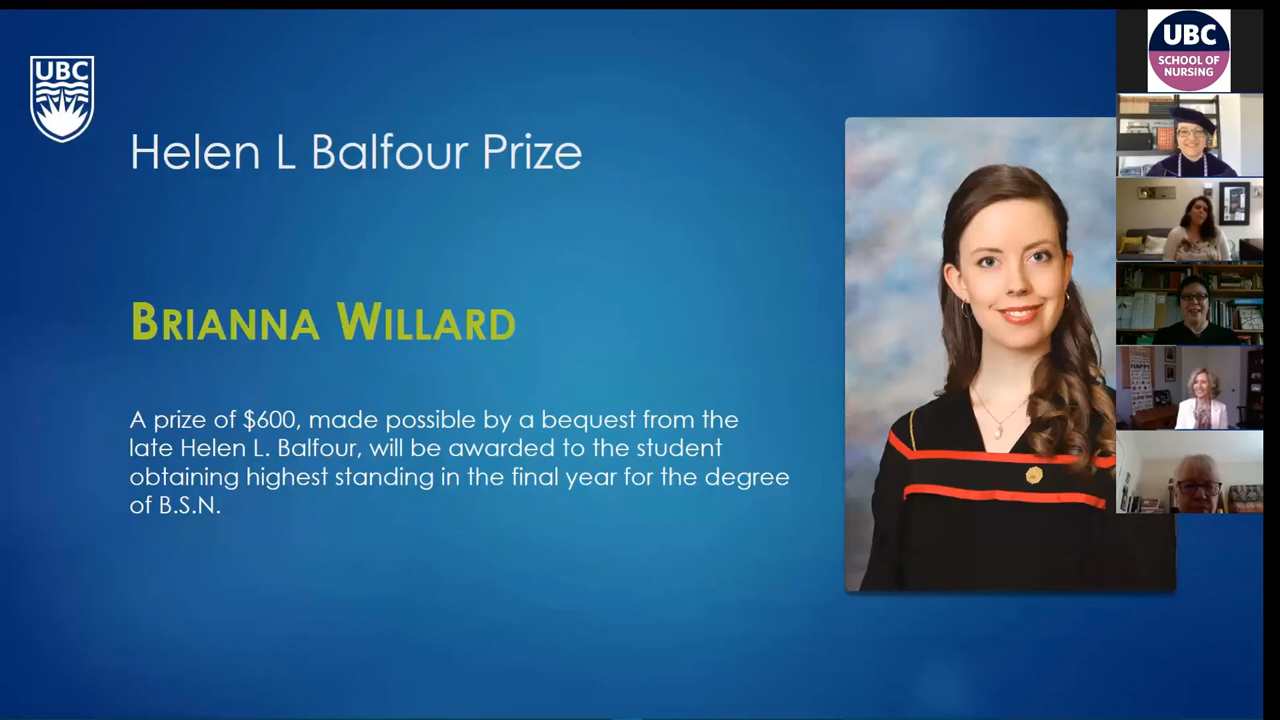 UBC
Helen L Balfour Prize
BRIANNA WILLARD
A prize of $600, made possible by a bequest from the
late Helen L. Balfour, will be awarded to the student
obtaining highest standing in the final year for the degree
of B.S.N.
UBC
SCHOOL OF
NURSING
HAPPY